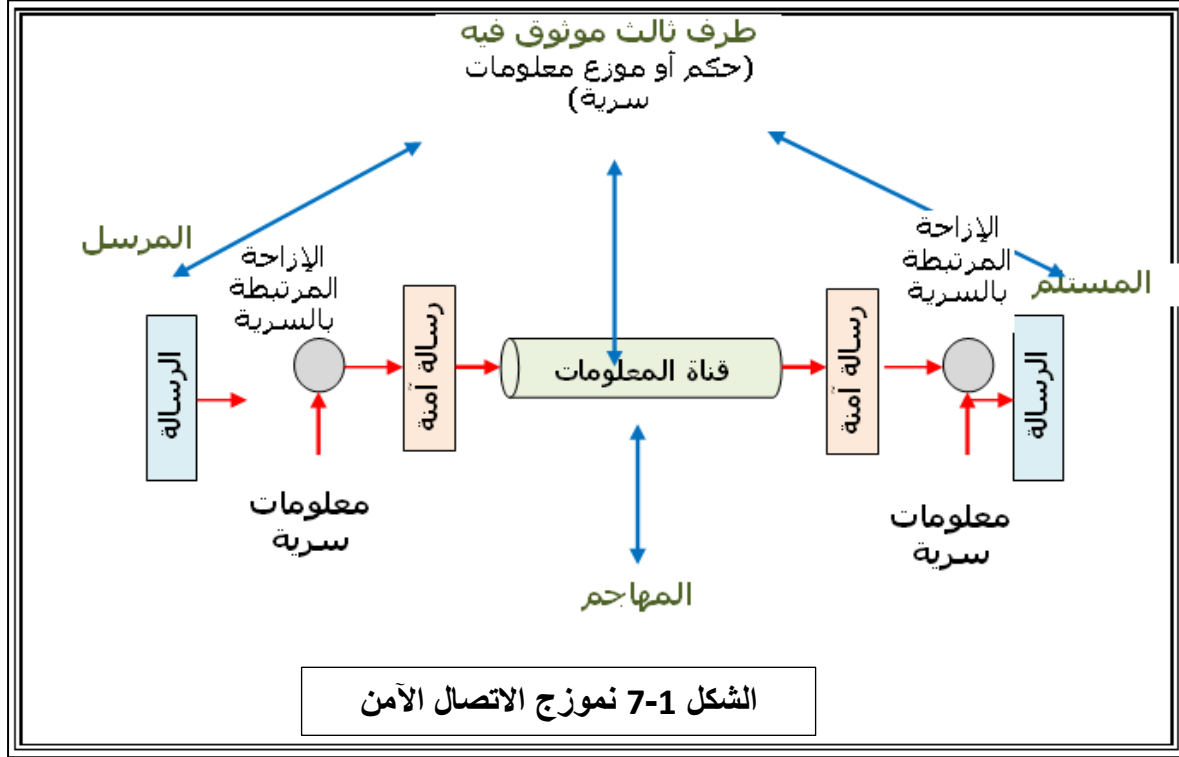 طرف ثالث موثوق فيه
(حكم أو موزع معلومات
سرية)
المرسل
الإزاحة
المرتبطة
بالسرية
الإزاحة
المرتبطة
بالسرية
المستلم
الرسالة
رسالة آمنة
قناة المعلومات
رسالة آمنة
الرسالة
معلومات
سرية
معلومات
سرية
المهاجم
الشكل 1-7 نموزج الاتصال الآمن